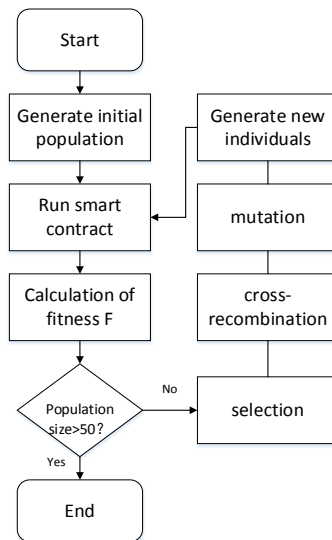 Start
Generate initial
population
Run smart
contract
Calculation of
fitness F
Population
size>50?
Yes
End
No
selection
cross-
recombination
mutation
Generate new
individuals